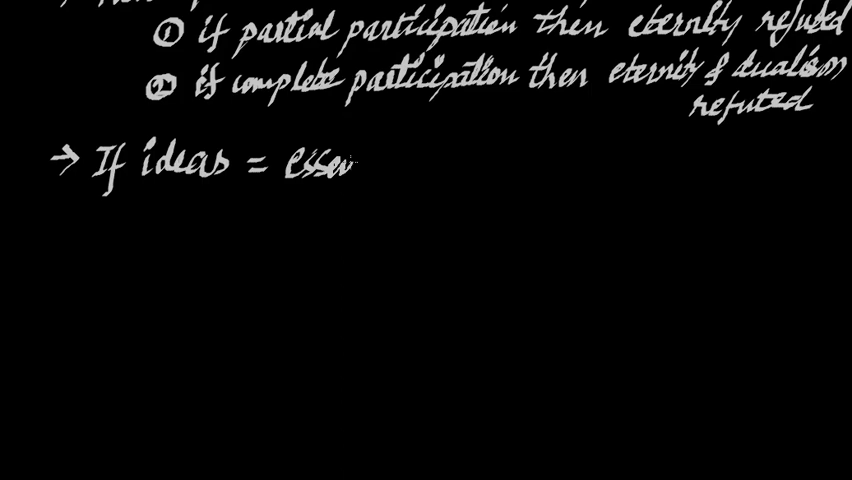 ① if partial participation then eternity refuted
② if complete participation then eternity & dualism
refuted
→ If ideas = essen